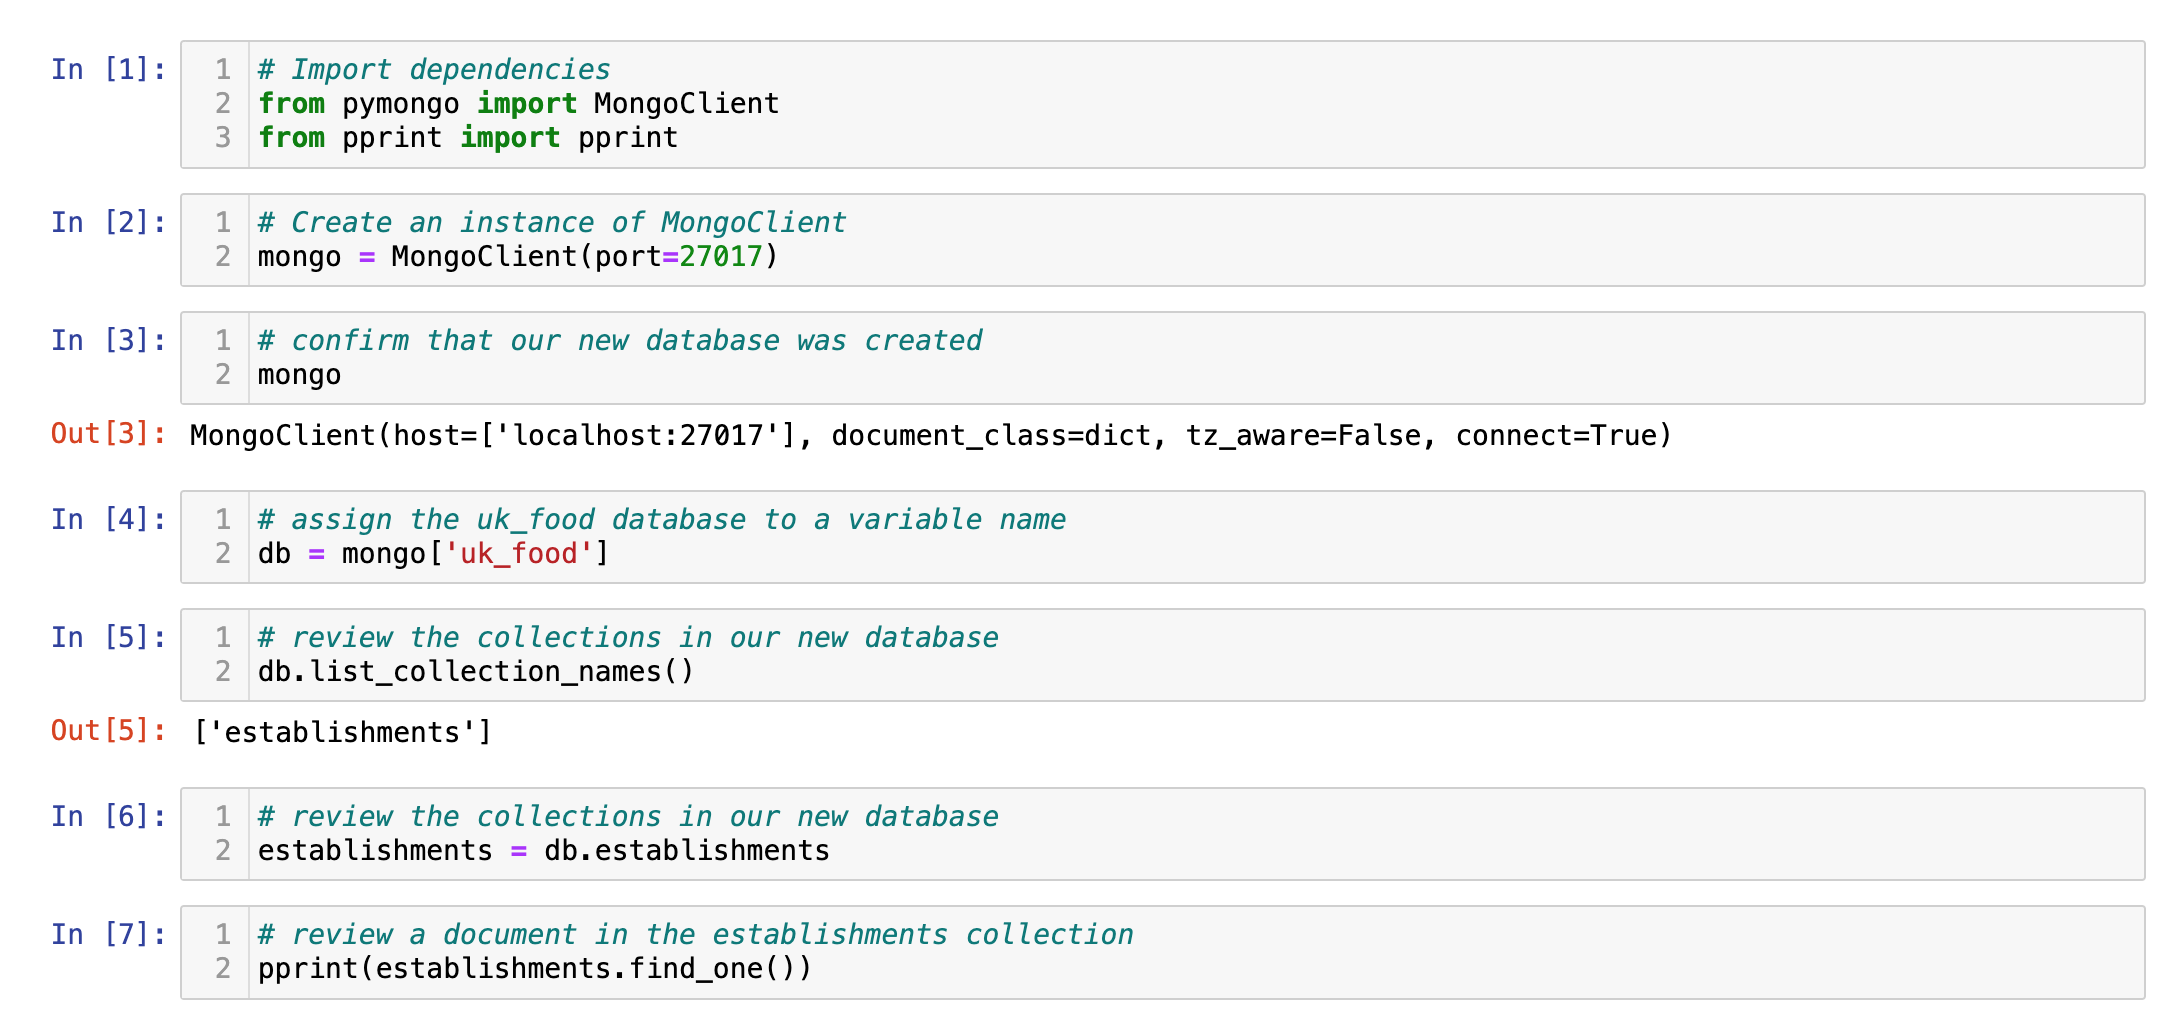 In [1]:
1 # Import dependencies
2 from pymongo import MongoClient
3 from pprint import pprint
In [2]:
1 # Create an instance of MongoClient
2 mongo = MongoClient(port=27017)
In [3]:
1 # confirm that our new database was created
2 mongo
Out[3]: MongoClient(host=['localhost:27017'], document_class=dict, tz_aware=False, connect=True)
In [4]:
1 # assign the uk_food database to a variable name
2 db = mongo['uk_food']
In [5]:
1 # review the collections in our new database
2 db.list_collection_names()
Out[5]: ['establishments']
In [6]:
1 # review the collections in our new database
2 establishments = db.establishments
In [7]:
1 # review a document in the establishments collection
2 pprint(establishments.find_one())